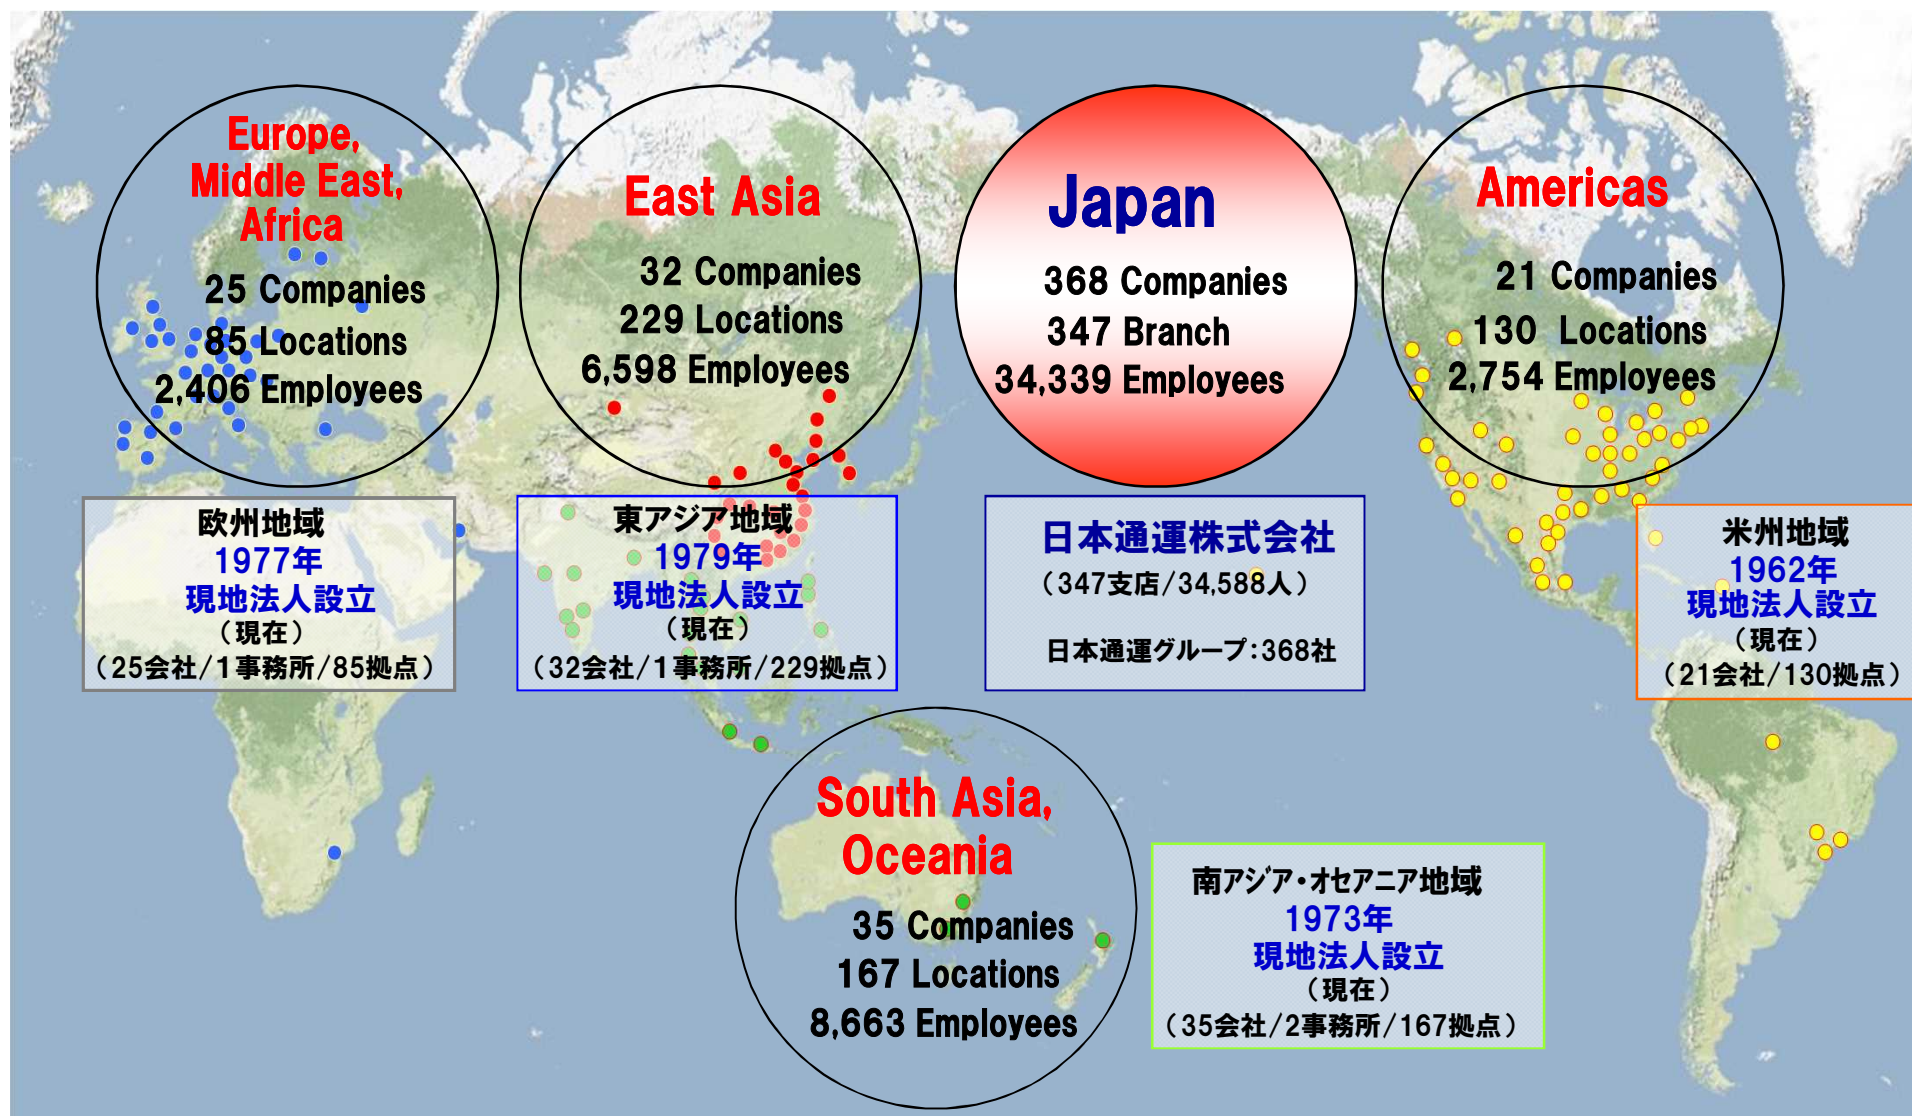 Europe,
Middle East,
Africa
25 Companies
85 Locations
2,406 Employees
East Asia
32 Companies
229 Locations
6,598 Employees
Japan
368 Companies
347 Branch
34,339 Employees
Americas
21 Companies
130 Locations
2,754 Employees
欧州地域
1977年
現地法人設立
（現在）
（25会社/1事務所/85拠点）
東アジア地域
1979年
現地法人設立
（現在）
（32会社/1事務所/229拠点）
日本通運株式会社
（347支店/34,588人）
日本通運グループ：368社
米州地域
1962年
現地法人設立
（現在）
（21会社/130拠点）
South Asia,
Oceania
35 Companies
167 Locations
8,663 Employees
南アジア・オセアニア地域
1973年
現地法人設立
（現在）
（35会社/2事務所/167拠点）